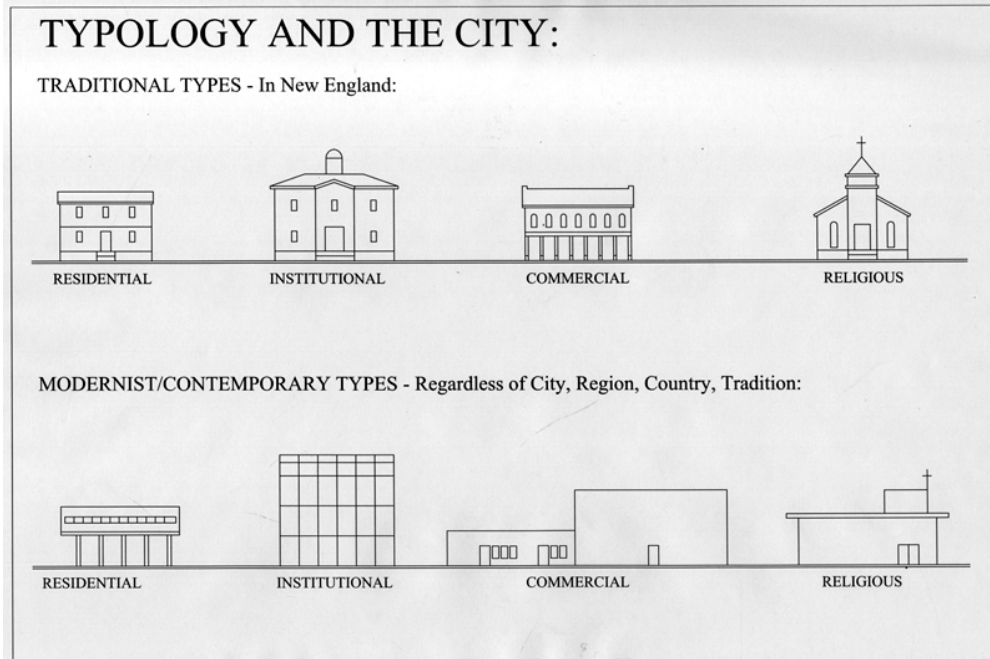 TYPOLOGY AND THE CITY:
TRADITIONAL TYPES - In New England:
RESIDENTIAL INSTITUTIONAL COMMERCIAL RELIGIOUS
MODERNIST/CONTEMPORARY TYPES - Regardless of City, Region, Country, Tradition:
RESIDENTIAL INSTITUTIONAL COMMERCIAL RELIGIOUS